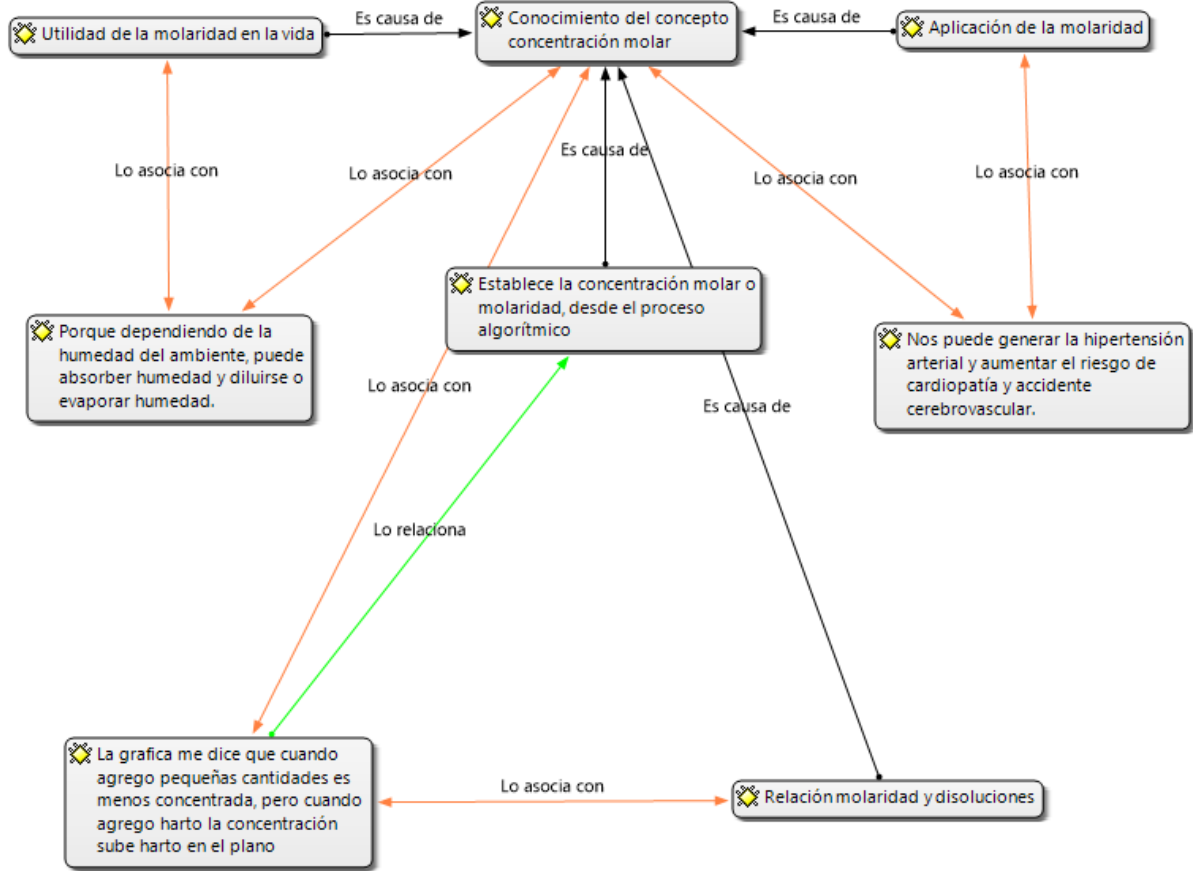 Es causa de
Es causa de
Utilidad de la molaridad en la vida
Conocimiento del concepto
concentración molar
Aplicación de la molaridad
Es causa de
Lo asocia con
Lo asocia con
Lo asocia con
Lo asocia con
Establece la concentración molar o
molaridad, desde el proceso
algorítmico
Porque dependiendo de la
humedad del ambiente, puede
absorber humedad y diluirse o
evaporar humedad.
Nos puede generar la hipertensión
arterial y aumentar el riesgo de
cardiopatía y accidente
cerebrovascular.
Lo asocia con
Es causa de
Lo relaciona
La grafica me dice que cuando
agrego pequeñas cantidades es
menos concentrada, pero cuando
agrego harto la concentración
sube harto en el plano
Lo asocia con
Relación molaridad y disoluciones